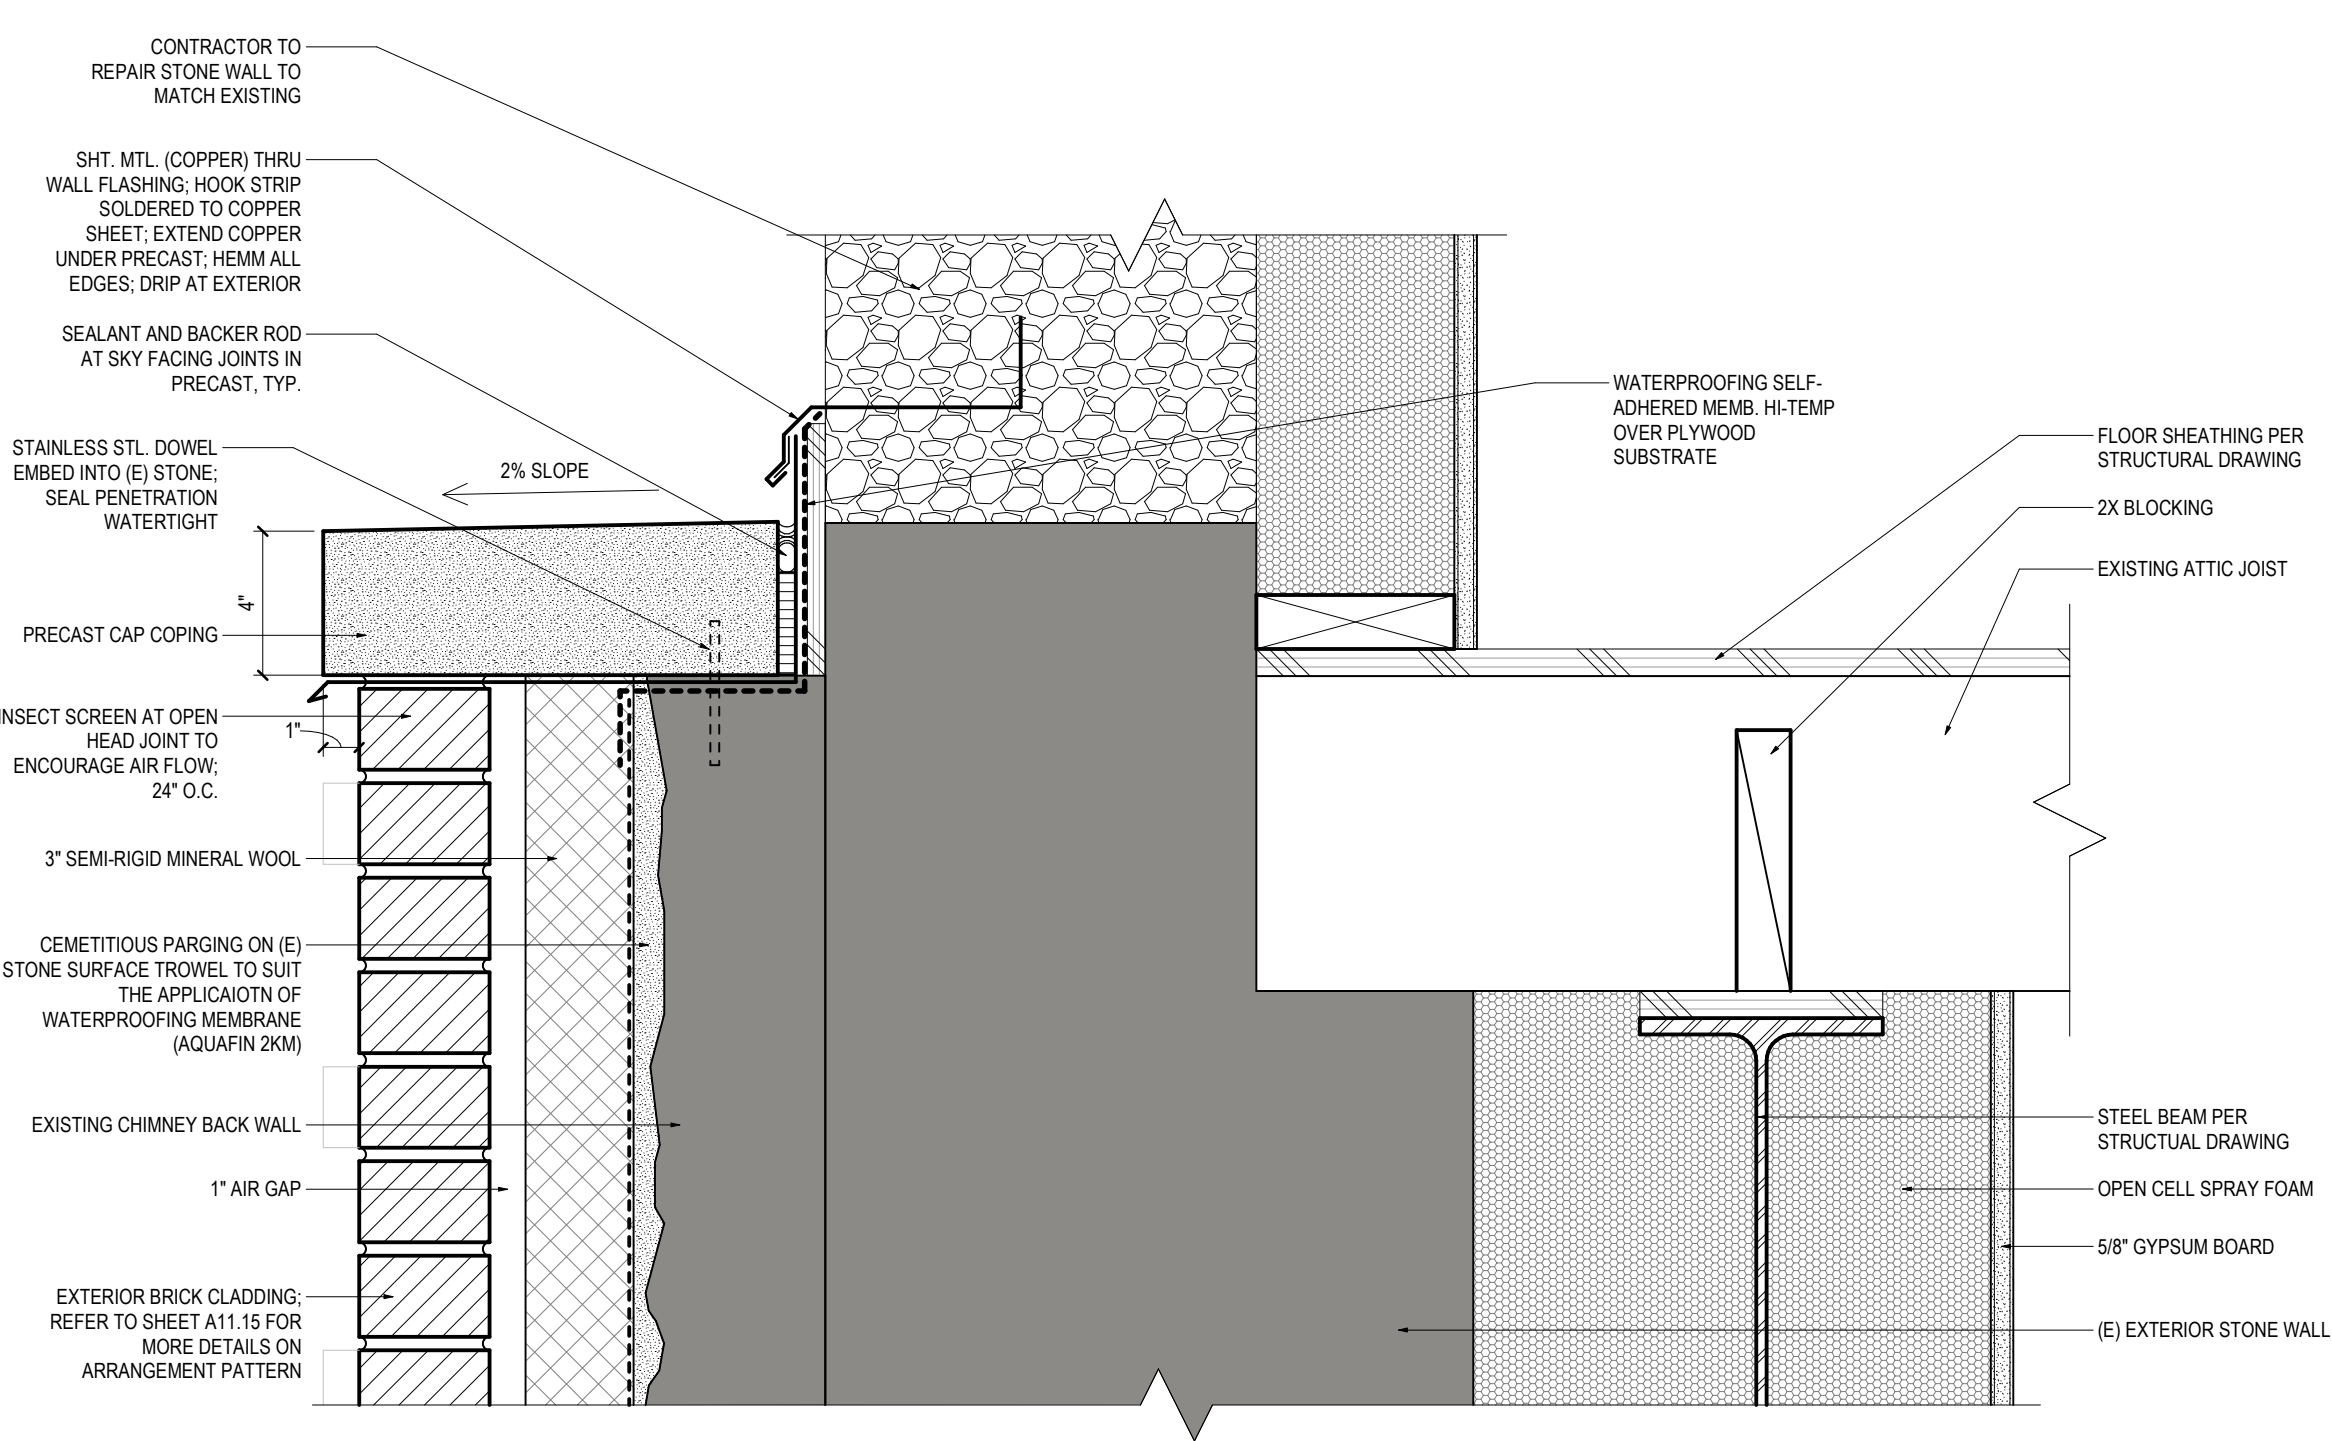 CONTRACTOR TO
REPAIR STONE WALL TO
MATCH EXISTING
SHT. MTL. (COPPER) THRU
WALL FLASHING; HOOK STRIP
SOLDERED TO COPPER
SHEET; EXTEND COPPER
UNDER PRECAST; HEMM ALL
EDGES; DRIP AT EXTERIOR
SEALANT AND BACKER ROD
AT SKY FACING JOINTS IN
PRECAST, TYP.
STAINLESS STL. DOWEL
EMBED INTO (E) STONE;
SEAL PENETRATION
WATERTIGHT
2% SLOPE
4"
PRECAST CAP COPING
INSECT SCREEN AT OPEN
HEAD JOINT TO
ENCOURAGE AIR FLOW;
24" O.C.
1"
3" SEMI-RIGID MINERAL WOOL
CEMETITIOUS PARGING ON (E)
STONE SURFACE TROWEL TO SUIT
THE APPLICAIOTN OF
WATERPROOFING MEMBRANE
(AQUAFIN 2KM)
EXISTING CHIMNEY BACK WALL
1" AIR GAP
EXTERIOR BRICK CLADDING;
REFER TO SHEET A11.15 FOR
MORE DETAILS ON
ARRANGEMENT PATTERN
WATERPROOFING SELF-
ADHERED MEMB. HI-TEMP
OVER PLYWOOD
SUBSTRATE
FLOOR SHEATHING PER
STRUCTURAL DRAWING
2X BLOCKING
EXISTING ATTIC JOIST
STEEL BEAM PER
STRUCTUAL DRAWING
OPEN CELL SPRAY FOAM
5/8" GYPSUM BOARD
(E) EXTERIOR STONE WALL